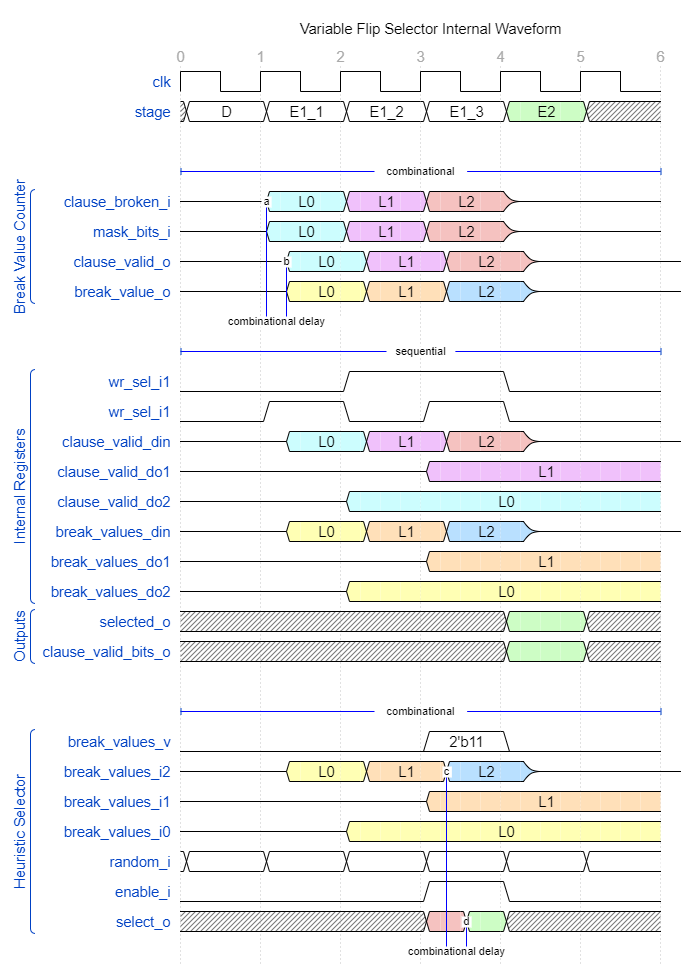 Variable Flip Selector Internal Waveform
0 1 2 3 4 5 6
clk
stage D E1_1 E1_2 E1_3 E2
combinational
Break Value Counter
clause_broken_i a L0 L1 L2
mask_bits_i L0 L1 L2
clause_valid_o b L0 L1 L2
break_value_o L0 L1 L2
combinational delay
sequential
Internal Registers
wr_sel_i1
wr_sel_i1
clause_valid_din L0 L1 L2
clause_valid_do1 L1
clause_valid_do2 L0
break_values_din L0 L1 L2
break_values_do1 L1
break_values_do2 L0
Outputs
selected_o
clause_valid_bits_o
combinational
Heuristic Selector
break_values_v 2'b11
break_values_i2 L0 L1 c L2
break_values_i1 L1
break_values_i0 L0
random_i
enable_i
select_o d
combinational delay